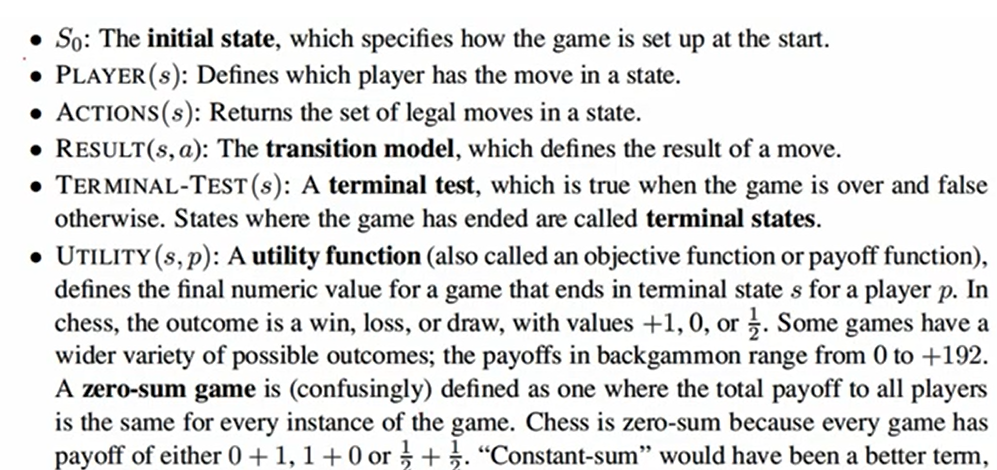 • S₀: The initial state, which specifies how the game is set up at the start.
• PLAYER(s): Defines which player has the move in a state.
• ACTIONS(s): Returns the set of legal moves in a state.
• RESULT(s, a): The transition model, which defines the result of a move.
• TERMINAL-TEST(s): A terminal test, which is true when the game is over and false
otherwise. States where the game has ended are called terminal states.
• UTILITY(s, p): A utility function (also called an objective function or payoff function),
defines the final numeric value for a game that ends in terminal state s for a player p. In
chess, the outcome is a win, loss, or draw, with values +1, 0, or ½. Some games have a
wider variety of possible outcomes; the payoffs in backgammon range from 0 to +192.
A zero-sum game is (confusingly) defined as one where the total payoff to all players
is the same for every instance of the game. Chess is zero-sum because every game has
payoff of either 0 + 1, 1 + 0 or ½ + ½. “Constant-sum” would have been a better term,